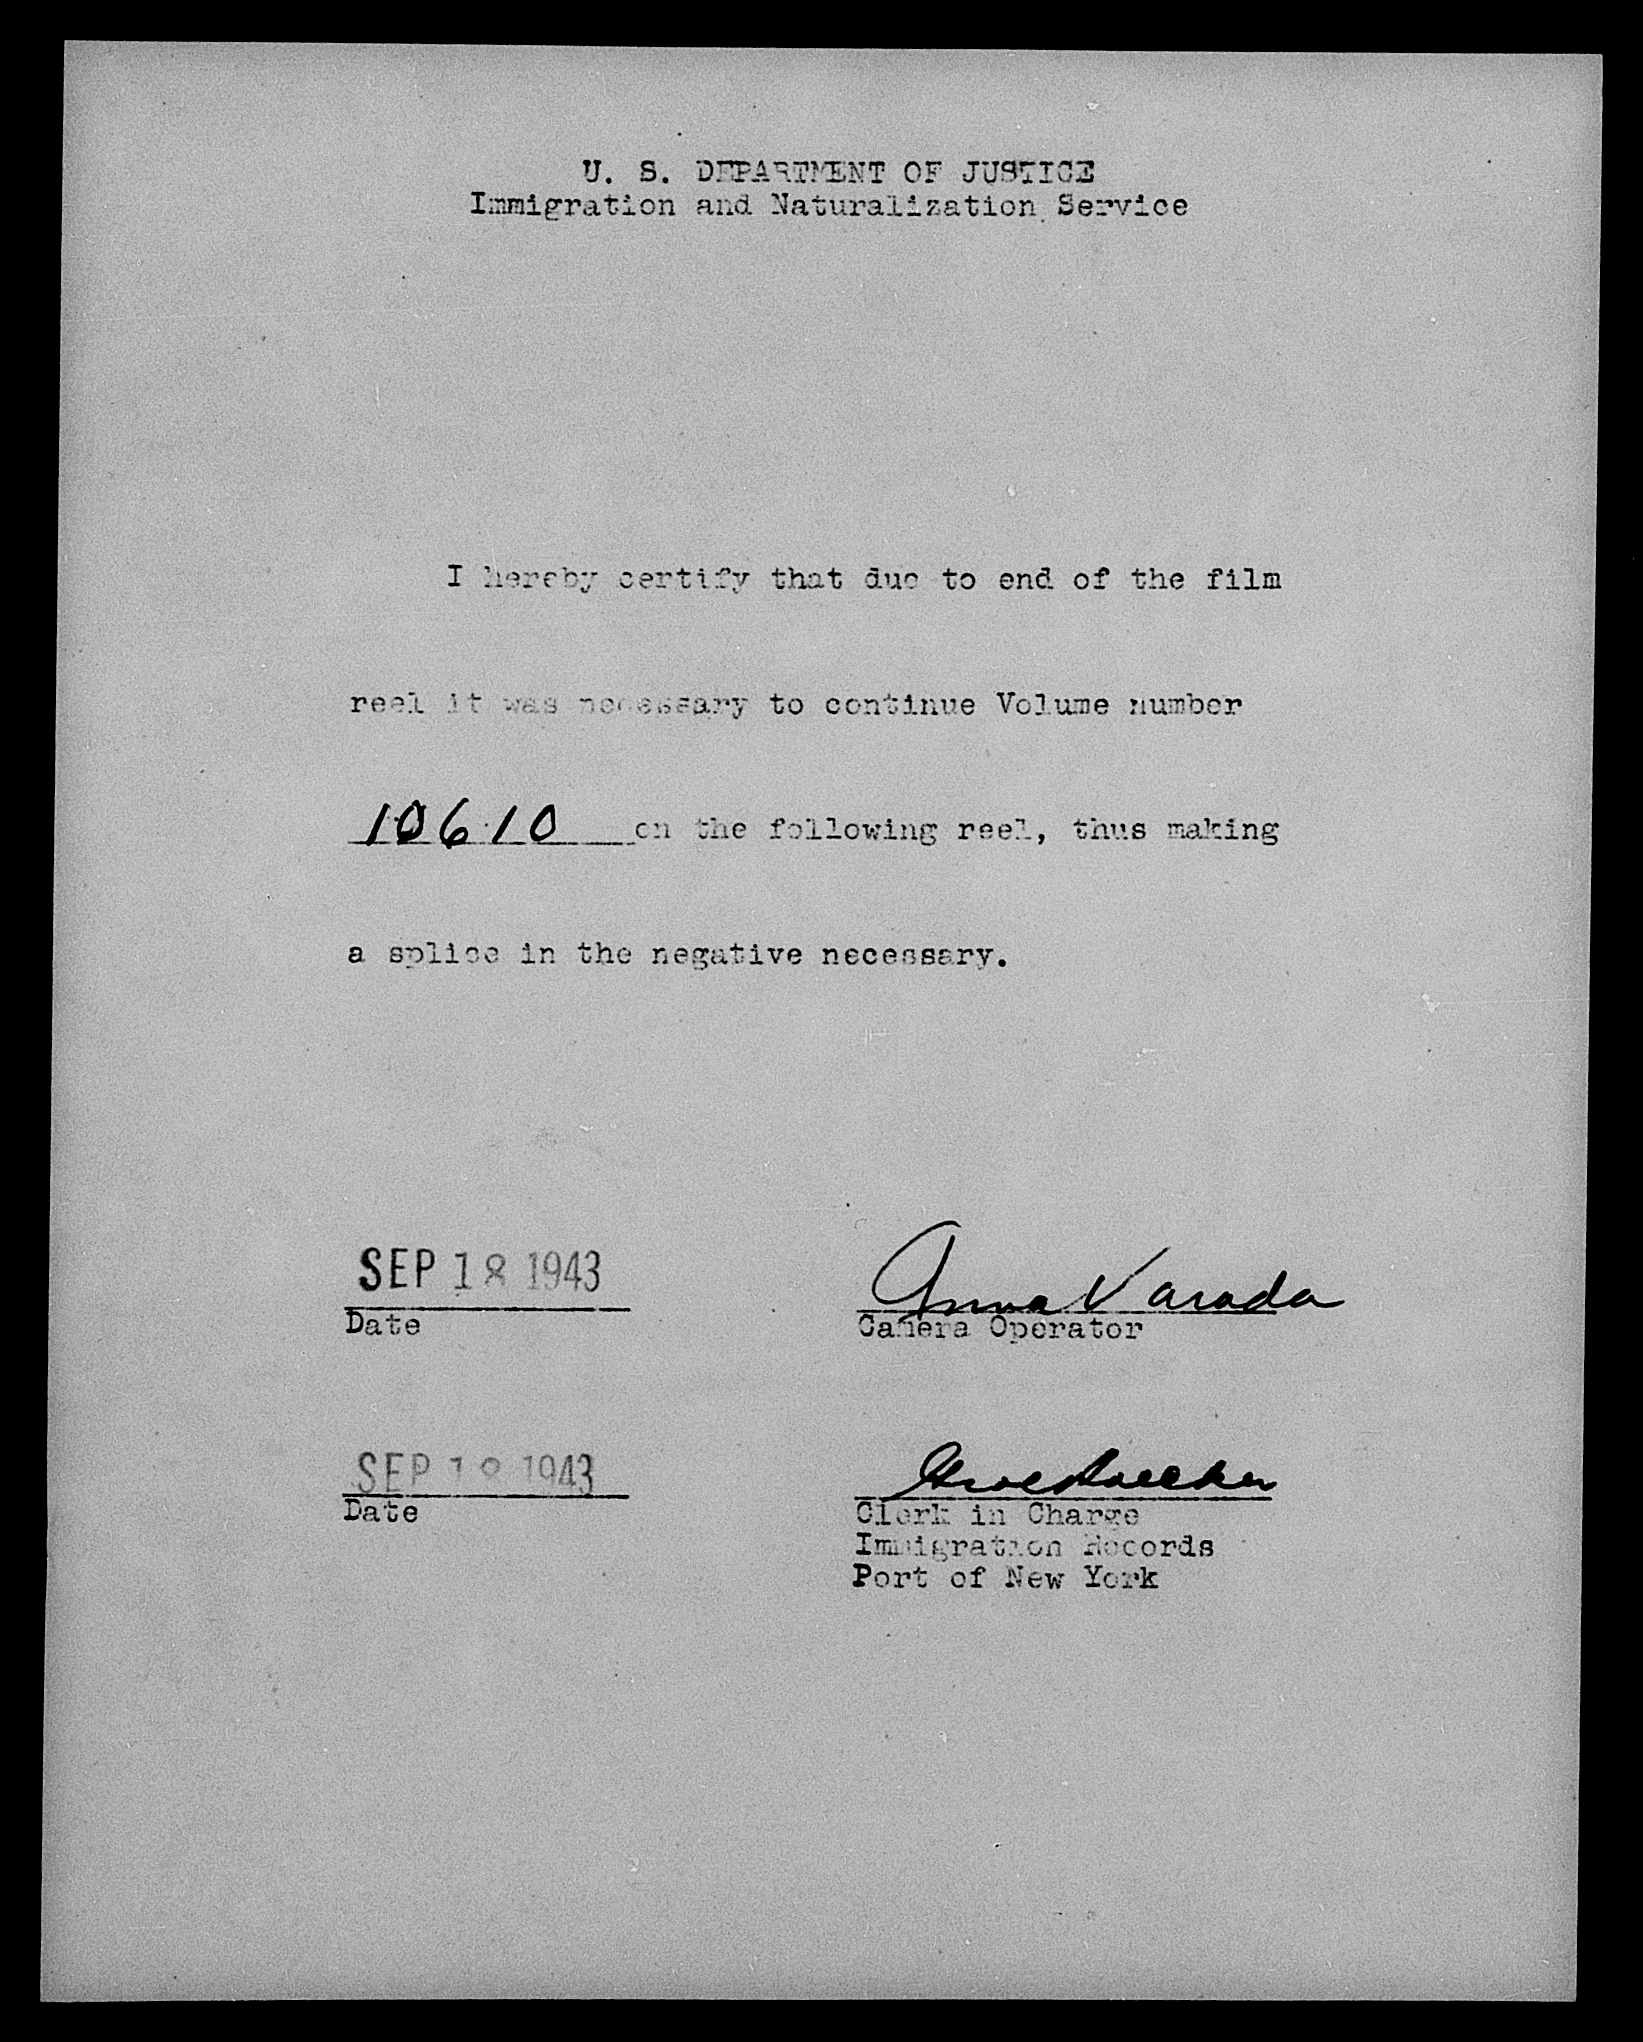 U. S. DEPARTMENT OF JUSTICE
Immigration and Naturalization Service
I hereby certify that due to end of the film
reel it was necessary to continue Volume number
10610 on the following reel, thus making
a splice in the negative necessary.
SEP 18 1943
Date
Anna Varada
Camera Operator
SEP 18 1943
Date
Clerk in Charge
Immigration Records
Port of New York